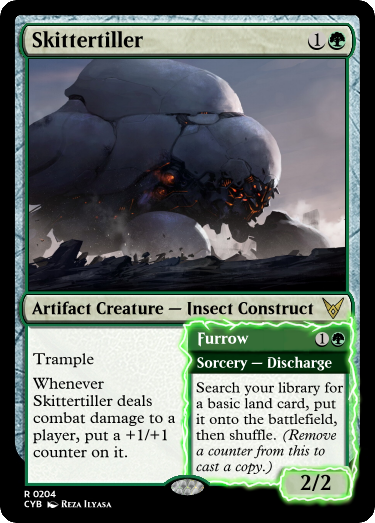 Skittertiller 1
Artifact Creature — Insect Construct
Trample
Whenever
Skittertiller deals
combat damage to a
player, put a +1/+1
counter on it.
Furrow 1
Sorcery — Discharge
Search your library for
a basic land card, put
it onto the battlefield,
then shuffle. (Remove
a counter from this to
cast a copy.)
2/2
R 0204
CYB Reza Ilyasa